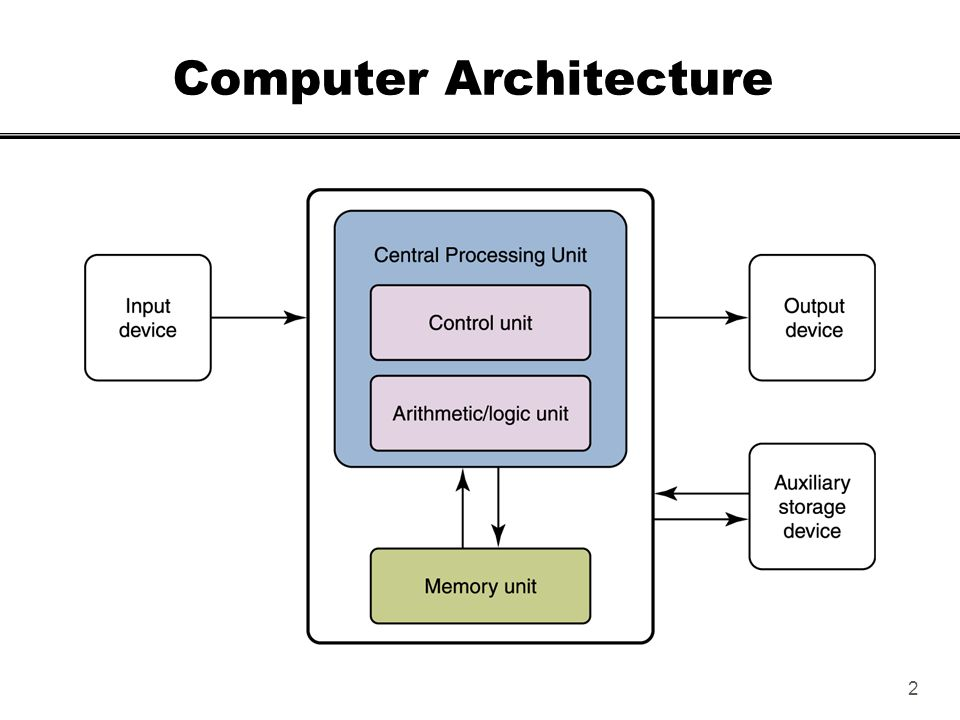 Computer Architecture
Central Processing Unit
Input
device
Control unit
Output
device
Arithmetic/logic unit
Auxiliary
storage
device
Memory unit
2